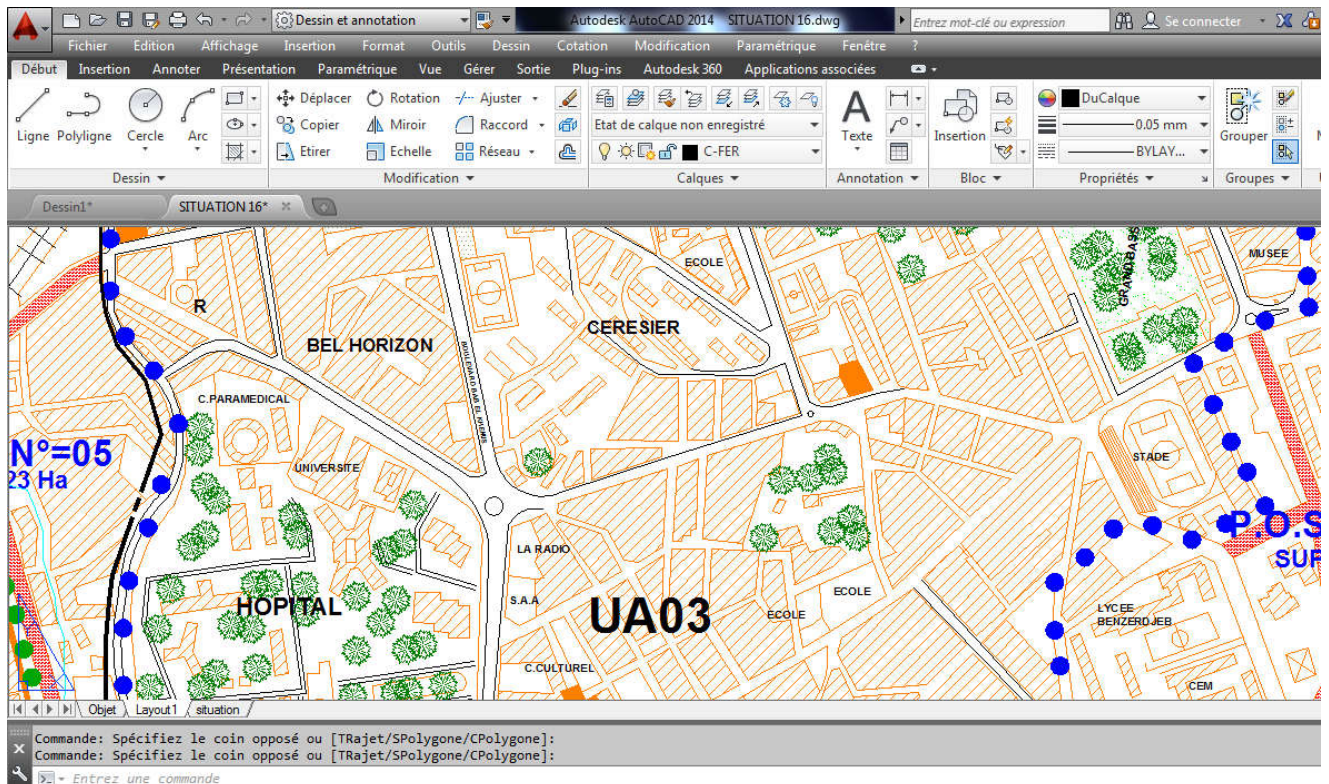 Dessin et annotation
Autodesk AutoCAD 2014 SITUATION 16.dwg
Entrez mot-clé ou expression
Se connecter
Fichier Edition Affichage Insertion Format Outils Dessin Cotation Modification Paramétrique Fenêtre ?
Début Insertion Annoter Présentation Paramétrique Vue Gérer Sortie Plug-ins Autodesk 360 Applications associées
Déplacer Rotation Ajuster
DuCalque
Copier Miroir Raccord
Etat de calque non enregistré
0.05 mm
Ligne Polyligne Cercle Arc
Texte
Insertion
Grouper
Etirer Echelle Réseau
C-FER
BYLAY...
Dessin Modification Calques Annotation Bloc Propriétés Groupes
Dessin1* SITUATION 16*
ECOLE
GRAND BASS
MUSEE
R
CERESIER
BEL HORIZON
BOULEVARD BAB EL KHEMIS
C.PARAMEDICAL
N°=05
23 Ha
UNIVERSITE
STADE
P.O.S
SUF
LA RADIO
HOPITAL
S.A.A
UA03
ECOLE
ECOLE
LYCEE
BENZERDJEB
C.CULTUREL
CEM
Objet Layout1 situation
Commande: Spécifiez le coin opposé ou [TRajet/SPolygone/CPolygone]:
Commande: Spécifiez le coin opposé ou [TRajet/SPolygone/CPolygone]:
Entrez une commande